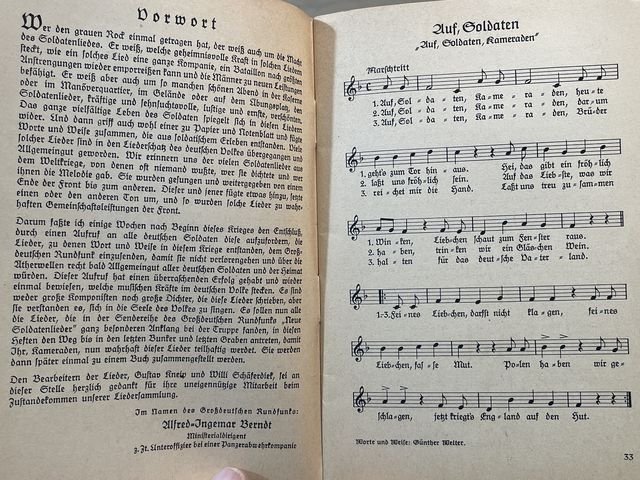 Vorwort
Wer den grauen Rock einmal getragen hat, der weiß auch um die Macht
des Soldatenliedes. Er weiß, welche geheimnisvolle Kraft in solchen Liedern
steckt, wie ein solches Lied eine ganze Kompanie, ein Bataillon nach größten
Anstrengungen wieder emporreißen kann und die Männer zu neuen Leistungen
befähigt. Er weiß aber auch um so manchen schönen Abend in der Kaserne
oder im Manöverquartier, im Gelände oder auf dem Übungsplatz, den
Soldatenlieder, kräftige und sehnsuchtsvolle, lustige und ernste, verschönten.
Das ganze vielfältige Leben des Soldaten spiegelt sich in diesen Liedern
wider. Und dann griff auch wohl einer zu Papier und Notenblatt und fügte
Worte und Weise zusammen, die aus soldatischem Erleben entstanden. Viele
solcher Lieder sind in den Liederschatz des deutschen Volkes übergegangen und
Allgemeingut geworden. Wir erinnern uns der vielen Soldatenlieder aus
dem Weltkriege, von denen oft niemand wußte, wer sie dichtete und wer
ihnen die Melodie gab. Sie wurden gesungen und weitergegeben von einem
Ende der Front bis zum anderen. Dieser und jener fügte etwas hinzu, setzte
einen oder den anderen Ton um, und so wurden solche Lieder zu wahr-
haften Gemeinschaftsleistungen der Front.
Darum faßte ich einige Wochen nach Beginn dieses Krieges den Entschluß,
durch einen Aufruf an alle deutschen Soldaten diese aufzufordern, die
Lieder, zu denen Wort und Weise in diesem Kriege entstanden, dem Groß-
deutschen Rundfunk einzusenden, damit sie nicht verlorengehen und über die
Ätherwellen recht bald Allgemeingut aller deutschen Soldaten und der Heimat
würden. Dieser Aufruf hat einen überraschenden Erfolg gehabt und wieder
einmal bewiesen, welche musischen Kräfte im deutschen Volke stecken. Es sind
weder große Komponisten noch große Dichter, die diese Lieder schrieben, aber
sie verstanden es, sich in die Seele des Volkes zu singen. Es sollen nun alle
die Lieder, die in der Sendereihe des Großdeutschen Rundfunks „Neue
Soldatenlieder“ ganz besonderen Anklang bei der Truppe fanden, in diesen
Heften den Weg bis in den letzten Bunker und letzten Graben antreten, damit
Ihr, Kameraden, nun wahrhaft dieser Lieder teilhaftig werdet. Sie werden
dann später einmal zu einem Buch zusammengestellt werden.
Den Bearbeitern der Lieder, Gustav Kneip und Willi Schäferdiek, sei an
dieser Stelle herzlich gedankt für ihre uneigennützige Mitarbeit beim
Zustandekommen unserer Liedersammlung.
Im Namen des Großdeutschen Rundfunks:
Alfred-Ingemar Berndt
Ministerialdirigent
z. Zt. Unteroffizier bei einer Panzerabwehrkompanie
Auf, Soldaten
„Auf, Soldaten, Kameraden“
Marschtritt
1. Auf, Sol - da - ten, Ka - me - ra - den, heu - te
2. Auf, Sol - da - ten, Ka - me - ra - den, dar - um
3. Auf, Sol - da - ten, Ka - me - ra - den, Brü - der
1. geht's zum Tor hin - aus. Hei, das gibt ein fröh - lich
2. laßt uns fröh - lich sein. Auf das Lieb - ste, was wir
3. rei - chet mir die Hand. Laßt uns treu zu - sam - men
1. Win - ken, Lieb - chen schaut zum Fen - ster raus.
2. ha - ben, trin - ken wir ein Gläs - chen Wein.
3. hal - ten für das deut - sche Va - ter - land.
1.-3. Fei - nes Lieb - chen, darfst nicht kla - gen, fei - nes
Lieb - chen, fas - se Mut. Po - len ha - ben wir ge -
schla - gen, jetzt kriegt's Eng - land auf den Hut.
Worte und Weise: Günther Welter.
33